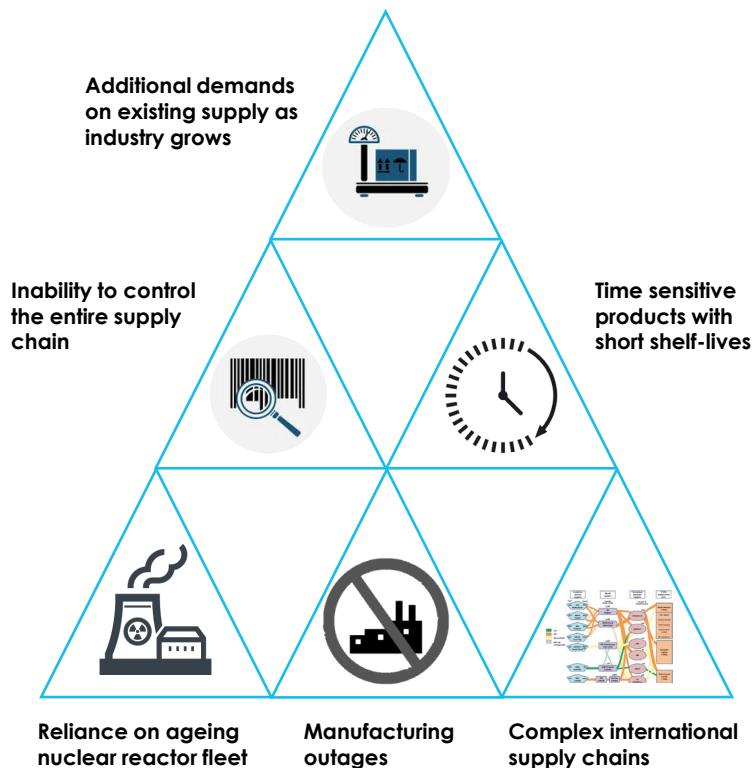 Additional demands
on existing supply as
industry grows
Inability to control
the entire supply
chain
Time sensitive
products with
short shelf-lives
Reliance on ageing
nuclear reactor fleet
Manufacturing
outages
Complex international
supply chains